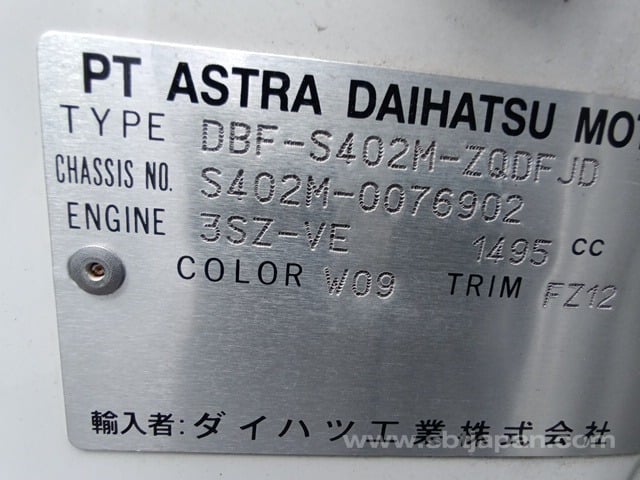 PT ASTRA DAIHATSU MOT
TYPE DBF-S402M-ZQDFJD
CHASSIS NO. S402M-0076902
ENGINE 3SZ-VE 1495 CC
COLOR W09 TRIM FZ12
輸入者:ダイハツ工業株式会社
www.sbtjapan.com